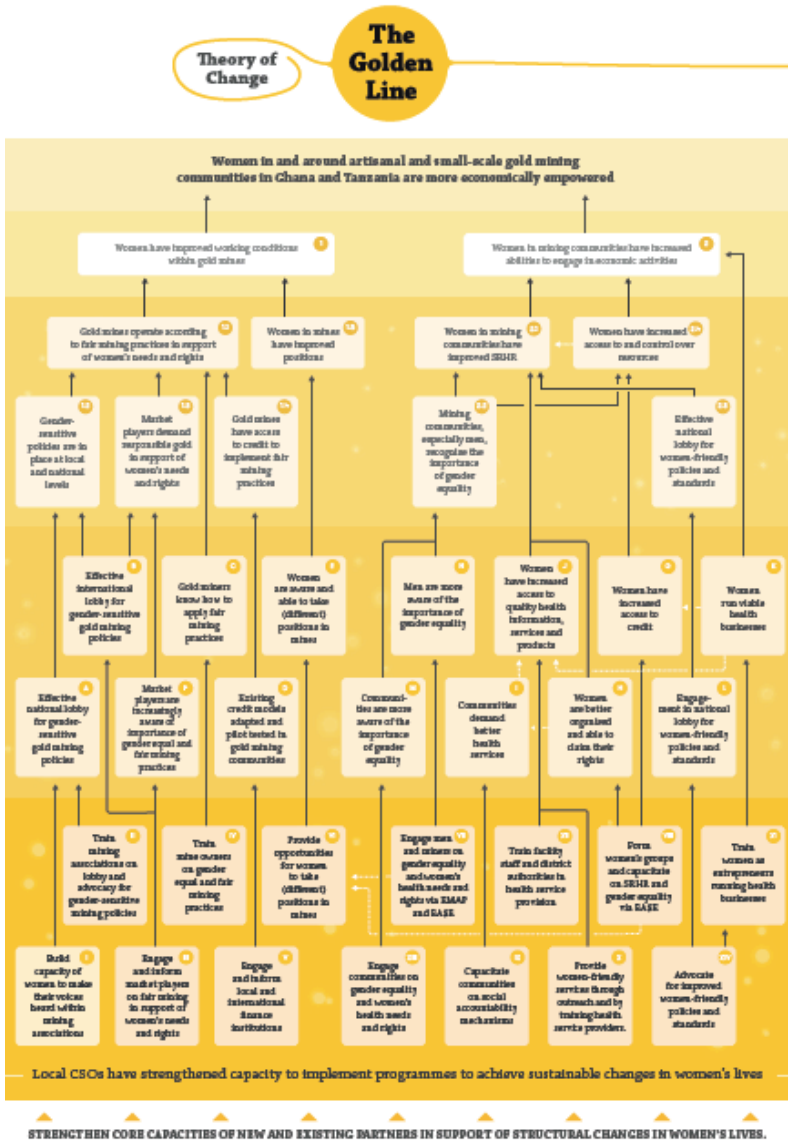 The
Golden
Line
Theory of
Change
Women in and around artisanal and small-scale gold mining
communities in Ghana and Tanzania are more economically empowered
Women have improved working conditions
within gold mines
Women in mining communities have increased
abilities to engage in economic activities
Gold mines operate according
to fair mining practices in support
of women's needs and rights
Women in mines
have improved
positions
Women in mining
communities have
improved SRHR
Women have increased
access to and control over
resources
Gender-
sensitive
policies are in
place at local
and national
levels
Market
players demand
responsible gold
in support of
women's needs
and rights
Gold mines
have access
to credit to
implement fair
mining
practices
Mining
communities,
especially men,
recognise the
importance
of gender
equality
Effective
national
lobby for
women-friendly
policies and
standards
Effective
international
lobby for
gender-sensitive
gold mining
policies
Gold miners
know how to
apply fair
mining
practices
Women
are aware and
able to take
(different)
positions in
mines
Men are more
aware of the
importance of
gender equality
Women
have increased
access to
quality health
information,
services and
products
Women have
increased
access to
credit
Women
run viable
health
businesses
Effective
national lobby
for gender-
sensitive
gold mining
policies
Market
players are
increasingly
aware of
importance of
gender equal and
fair mining
practices
Existing
credit models
adapted and
pilot tested in
gold mining
communities
Communi-
ties are more
aware of the
importance
of gender
equality
Communities
demand
better
health
services
Women
are better
organised
and able to
claim their
rights
Engage-
ment in national
lobby for
women-friendly
policies and
standards
Train
mining
associations on
lobby and
advocacy for
gender-sensitive
mining policies
Train
mine owners
on gender
equal and fair
mining
practices
Provide
opportunities
for women
to take
(different)
positions in
mines
Engage men
and miners on
gender equality
and women's
health needs and
rights via EMAP
and EA$E
Train facility
staff and district
authorities in
health service
provision
Form
women's groups
and capacitate
on SRHR and
gender equality
via EA$E
Train
women as
entrepreneurs
running health
businesses
Build
capacity of
women to make
their voices
heard within
mining
associations
Engage
and inform
market players
on fair mining
in support of
women's needs
and rights
Engage
and inform
local and
international
finance
institutions
Engage
communities on
gender equality
and women's
health needs
and rights
Capacitate
communities
on social
accountability
mechanisms
Provide
women-friendly
services through
outreach and by
training health
service providers.
Advocate
for improved
women-friendly
policies and
standards
Local CSOs have strengthened capacity to implement programmes to achieve sustainable changes in women's lives
STRENGTHEN CORE CAPACITIES OF NEW AND EXISTING PARTNERS IN SUPPORT OF STRUCTURAL CHANGES IN WOMEN'S LIVES.